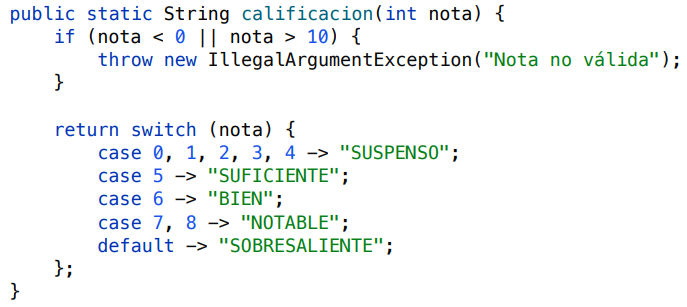 public static String calificacion(int nota) {
    if (nota < 0 || nota > 10) {
        throw new IllegalArgumentException("Nota no válida");
    }

    return switch (nota) {
        case 0, 1, 2, 3, 4 -> "SUSPENSO";
        case 5 -> "SUFICIENTE";
        case 6 -> "BIEN";
        case 7, 8 -> "NOTABLE";
        default -> "SOBRESALIENTE";
    };
}